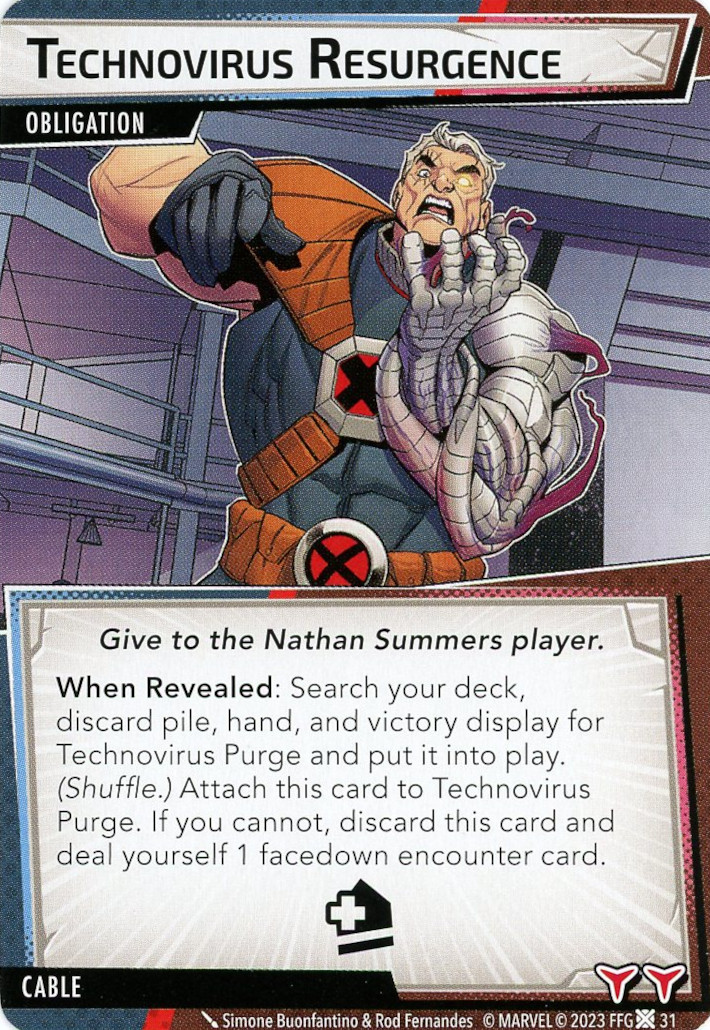 Technovirus Resurgence
OBLIGATION
Give to the Nathan Summers player.
When Revealed: Search your deck,
discard pile, hand, and victory display for
Technovirus Purge and put it into play.
(Shuffle.) Attach this card to Technovirus
Purge. If you cannot, discard this card and
deal yourself 1 facedown encounter card.
CABLE
Simone Buonfantino & Rod Fernandes © MARVEL © 2023 FFG 31